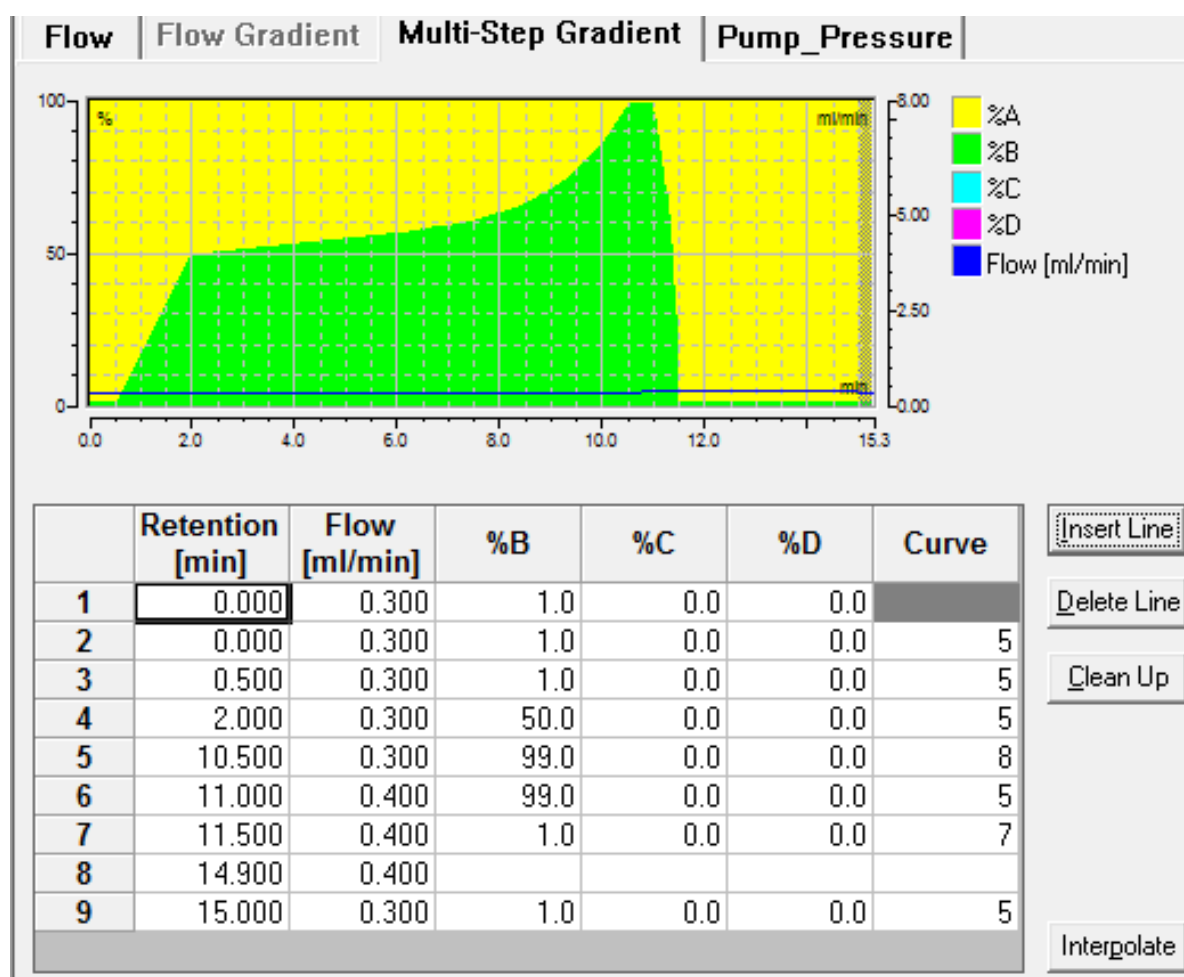 Flow Flow Gradient Multi-Step Gradient Pump_Pressure
100 % ml/min 8.00
%A
%B
%C
5.00 %D
50 Flow [ml/min]
2.50
min
0 0.00
0.0 2.0 4.0 6.0 8.0 10.0 12.0 15.3
Retention [min] Flow [ml/min] %B %C %D Curve
Insert Line
1 0.000 0.300 1.0 0.0 0.0
Delete Line
2 0.000 0.300 1.0 0.0 0.0 5
3 0.500 0.300 1.0 0.0 0.0 5
Clean Up
4 2.000 0.300 50.0 0.0 0.0 5
5 10.500 0.300 99.0 0.0 0.0 8
6 11.000 0.400 99.0 0.0 0.0 5
7 11.500 0.400 1.0 0.0 0.0 7
8 14.900 0.400
9 15.000 0.300 1.0 0.0 0.0 5
Interpolate